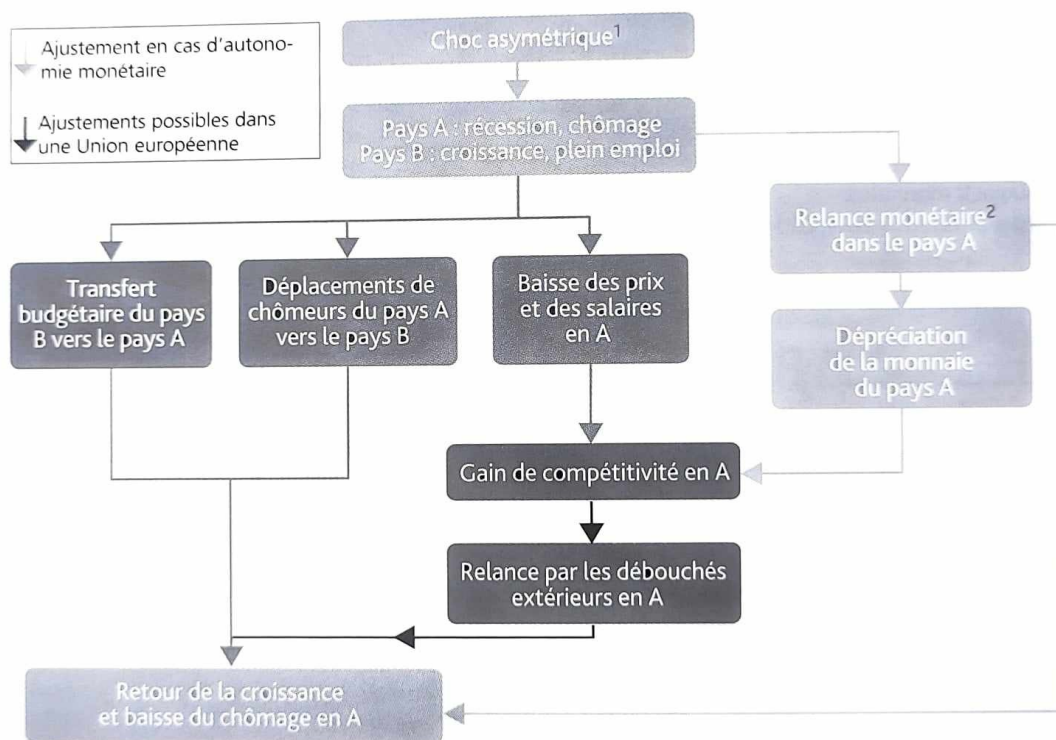 Ajustement en cas d'autono-
mie monétaire
Ajustements possibles dans
une Union européenne
Choc asymétrique¹
Pays A : récession, chômage
Pays B : croissance, plein emploi
Relance monétaire²
dans le pays A
Transfert
budgétaire du pays
B vers le pays A
Déplacements de
chômeurs du pays A
vers le pays B
Baisse des prix
et des salaires
en A
Dépréciation
de la monnaie
du pays A
Gain de compétitivité en A
Relance par les débouchés
extérieurs en A
Retour de la croissance
et baisse du chômage en A